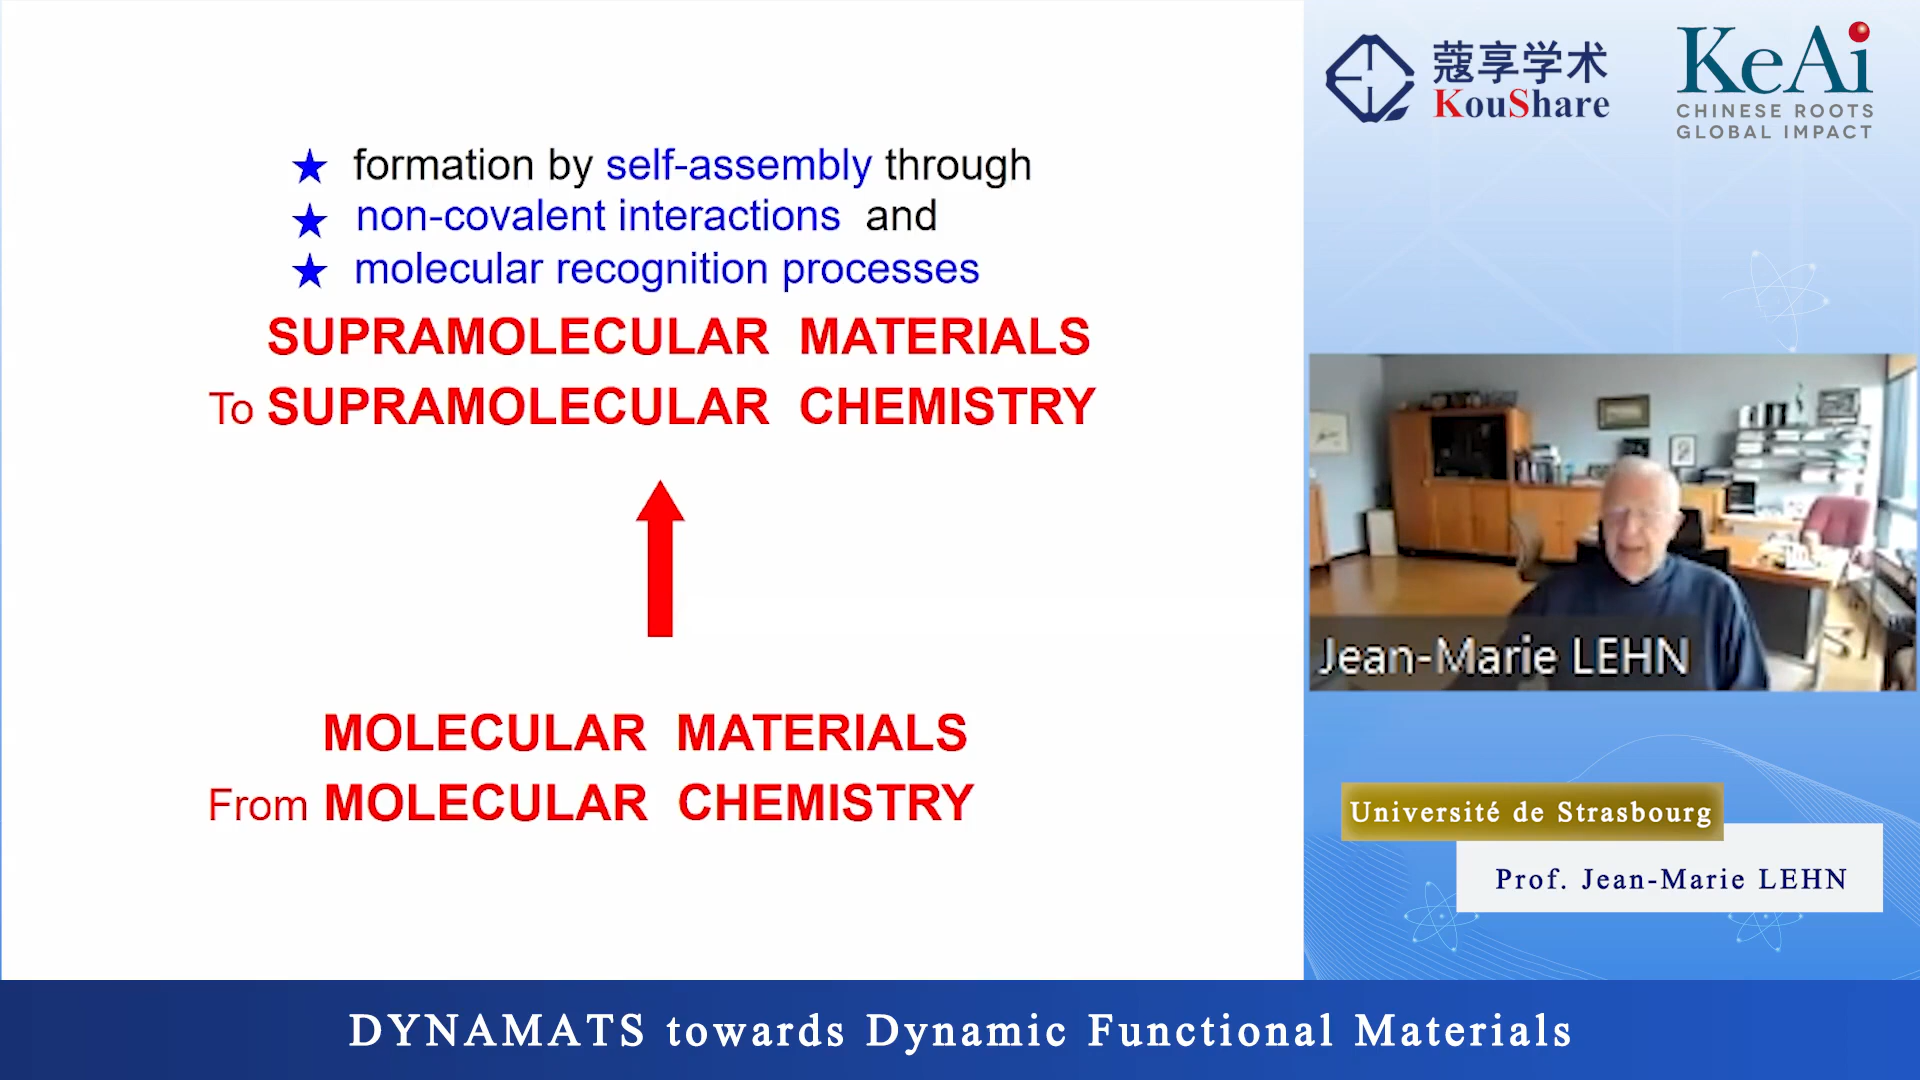 ★ formation by self-assembly through
★ non-covalent interactions and
★ molecular recognition processes
SUPRAMOLECULAR MATERIALS
To SUPRAMOLECULAR CHEMISTRY
MOLECULAR MATERIALS
From MOLECULAR CHEMISTRY
蔻享学术
KouShare
KeAi
CHINESE ROOTS
GLOBAL IMPACT
Jean-Marie LEHN
Université de Strasbourg
Prof. Jean-Marie LEHN
DYNAMATS towards Dynamic Functional Materials